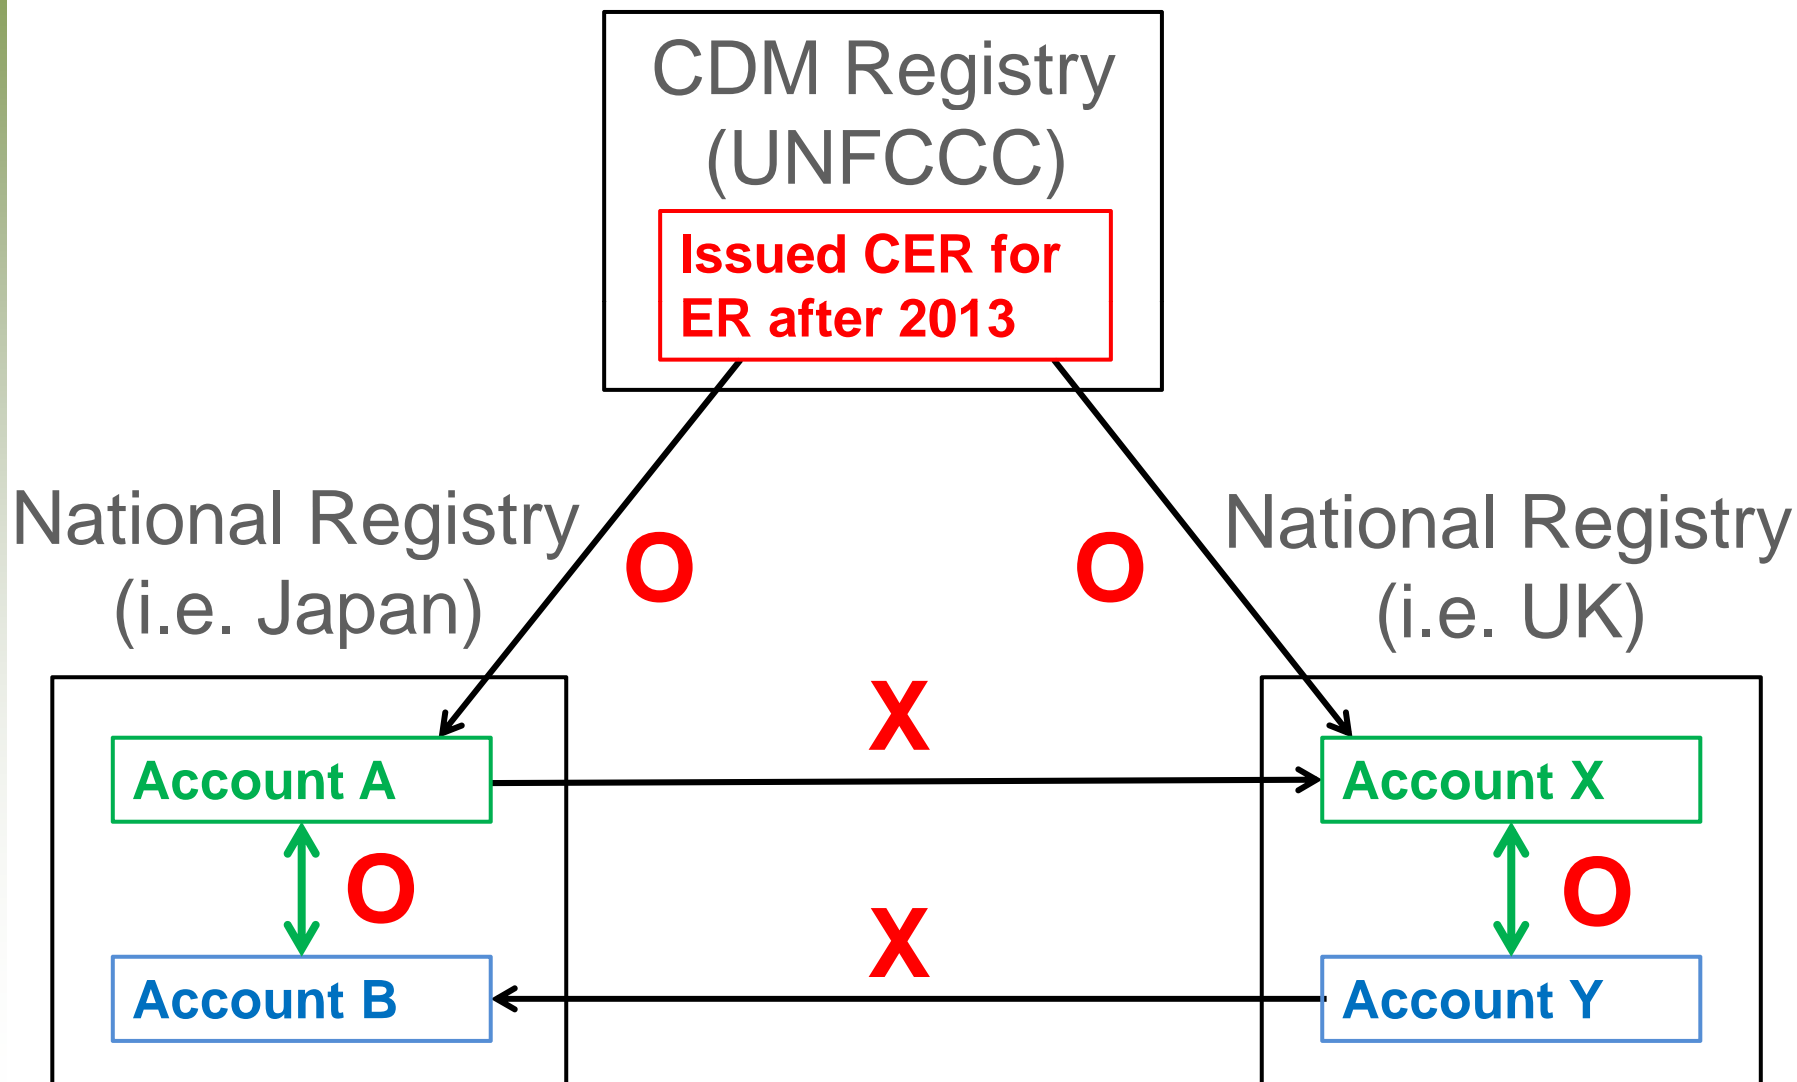 CDM Registry
(UNFCCC)
Issued CER for
ER after 2013
National Registry
(i.e. Japan)
National Registry
(i.e. UK)
O
O
X
Account A
Account X
O
O
X
Account B
Account Y